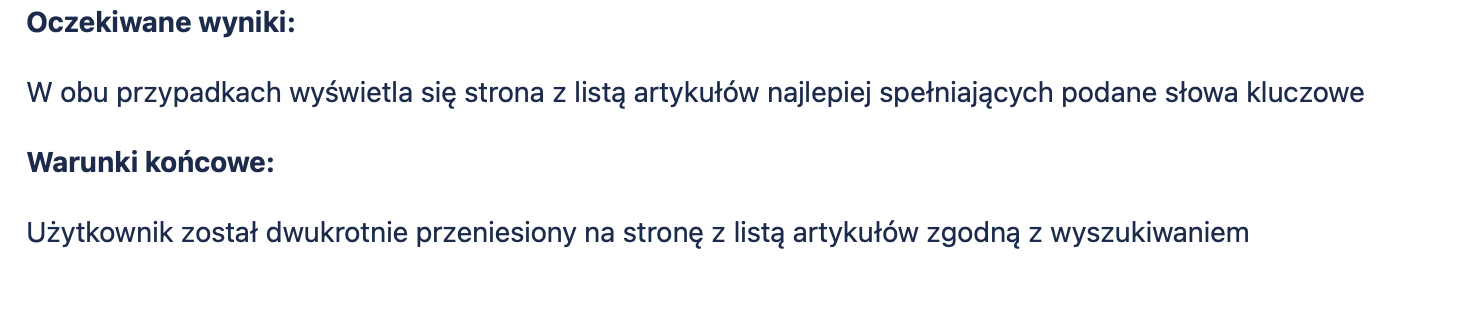 Oczekiwane wyniki:
W obu przypadkach wyświetla się strona z listą artykułów najlepiej spełniających podane słowa kluczowe
Warunki końcowe:
Użytkownik został dwukrotnie przeniesiony na stronę z listą artykułów zgodną z wyszukiwaniem